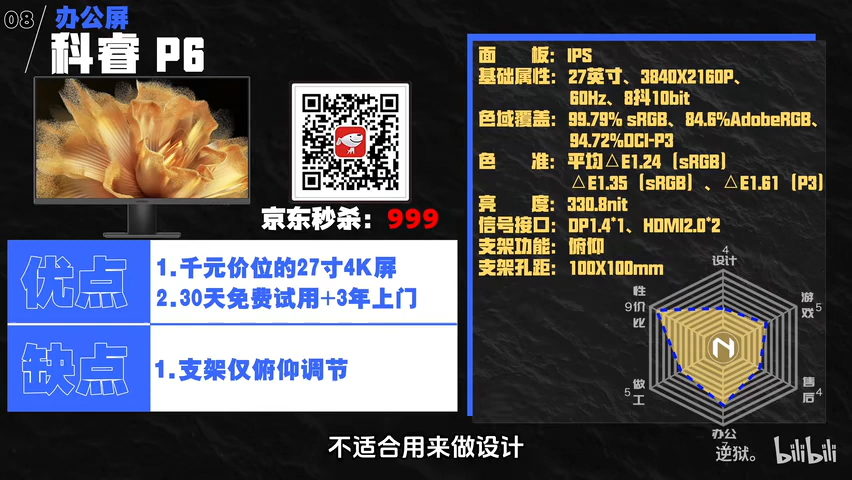 08
办公屏
科睿 P6
京东秒杀：999
优点
1.千元价位的27寸4K屏
2.30天免费试用+3年上门
缺点
1.支架仅俯仰调节
面 板：IPS
基础属性：27英寸、3840X2160P、
60Hz、8抖10bit
色域覆盖：99.79% sRGB、84.6%AdobeRGB、
94.72%DCI-P3
色 准：平均△E1.24（sRGB）
△E1.35（sRGB）、△E1.61（P3）
亮 度：330.8nit
信号接口：DP1.4*1、HDMI2.0*2
支架功能：俯仰
支架孔距：100X100mm
4
设计
性价比
9
游戏
5
做工
5
售后
4
办公
7
N
逆狱。
bilibili
不适合用来做设计